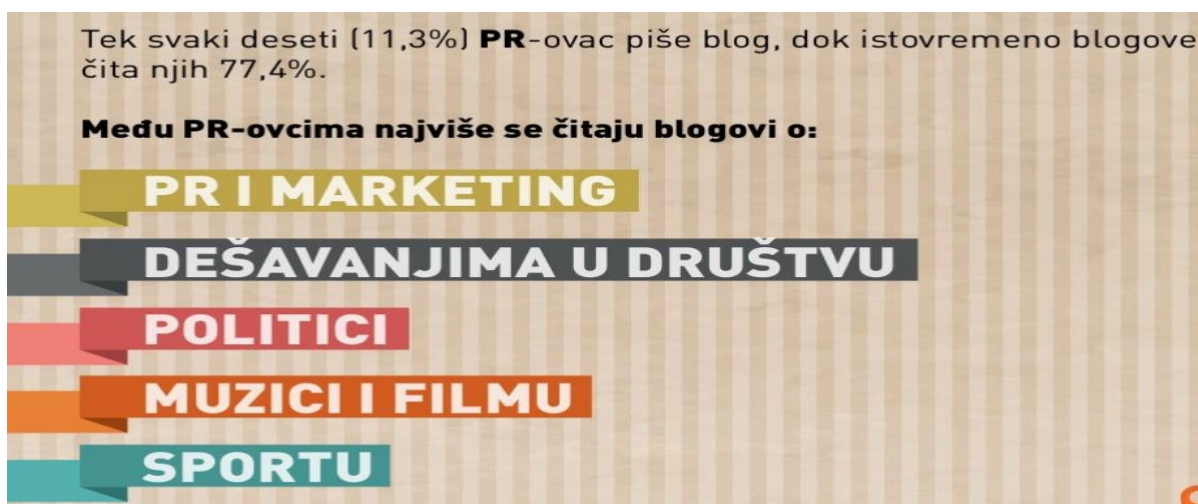 Tek svaki deseti (11,3%) PR-ovac piše blog, dok istovremeno blogove
čita njih 77,4%.
Među PR-ovcima najviše se čitaju blogovi o:
PR I MARKETING
DEŠAVANJIMA U DRUŠTVU
POLITICI
MUZICI I FILMU
SPORTU